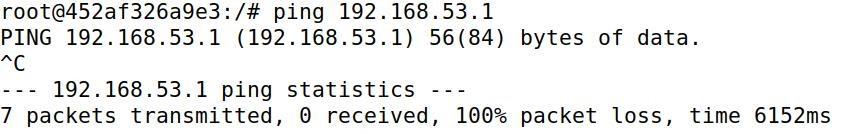 root@452af326a9e3:/# ping 192.168.53.1
PING 192.168.53.1 (192.168.53.1) 56(84) bytes of data.
^C
--- 192.168.53.1 ping statistics ---
7 packets transmitted, 0 received, 100% packet loss, time 6152ms